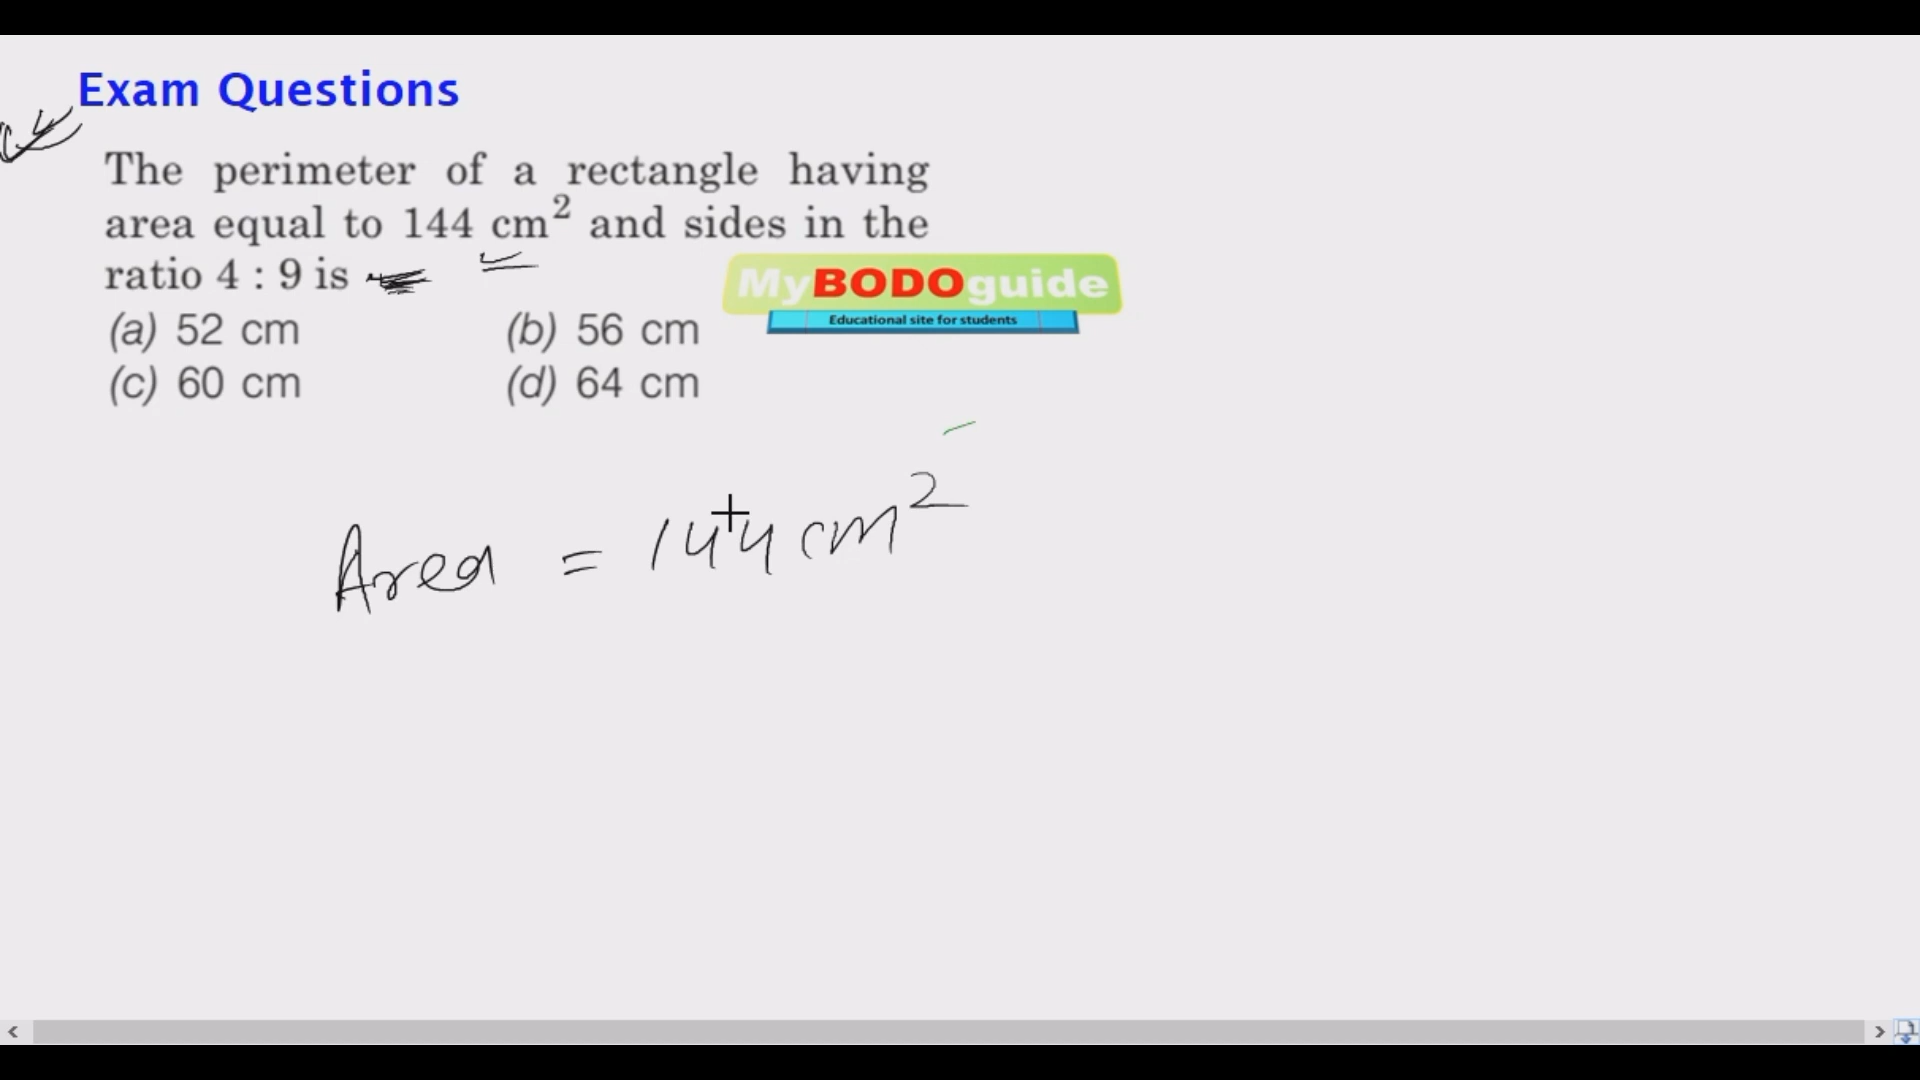 Exam Questions
The perimeter of a rectangle having
area equal to 144 cm² and sides in the
ratio 4 : 9 is
(a) 52 cm (b) 56 cm
(c) 60 cm (d) 64 cm
MyBODOguide
Educational site for students
Area = 144 cm²